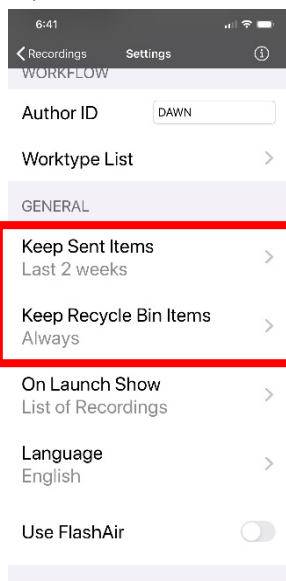 6:41
Recordings Settings
WORKFLOW
Author ID DAWN
Worktype List
GENERAL
Keep Sent Items
Last 2 weeks
Keep Recycle Bin Items
Always
On Launch Show
List of Recordings
Language
English
Use FlashAir